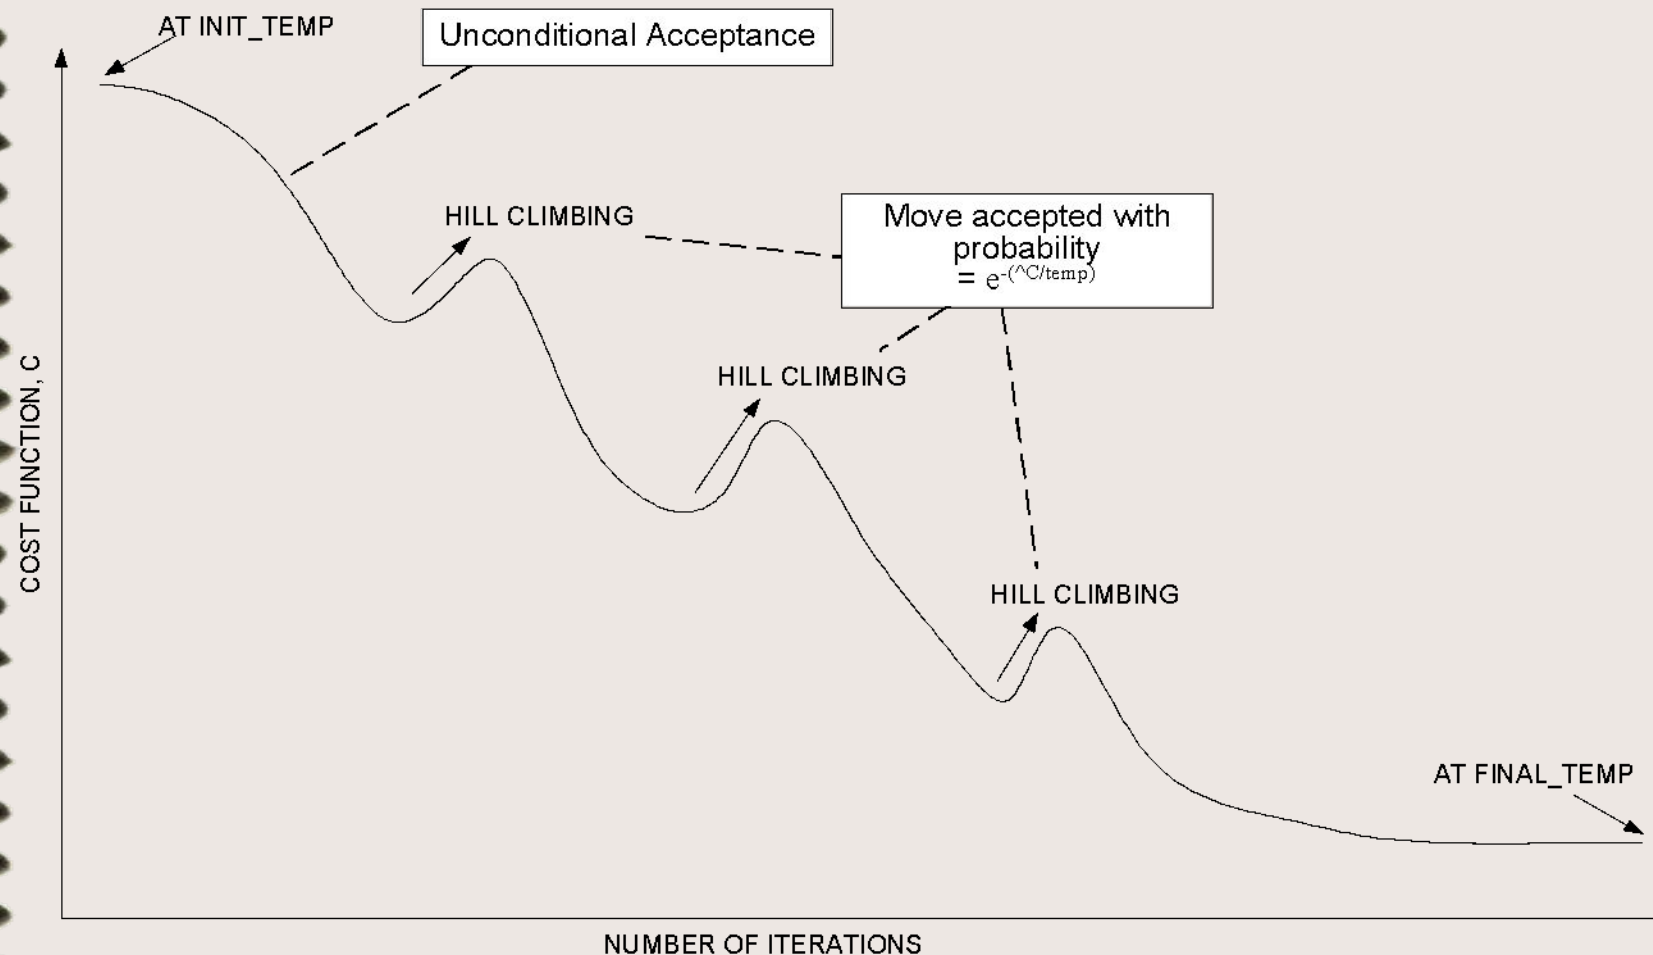 AT INIT_TEMP
Unconditional Acceptance
HILL CLIMBING
Move accepted with
probability
= e-(^C/temp)
HILL CLIMBING
COST FUNCTION, C
HILL CLIMBING
AT FINAL_TEMP
NUMBER OF ITERATIONS